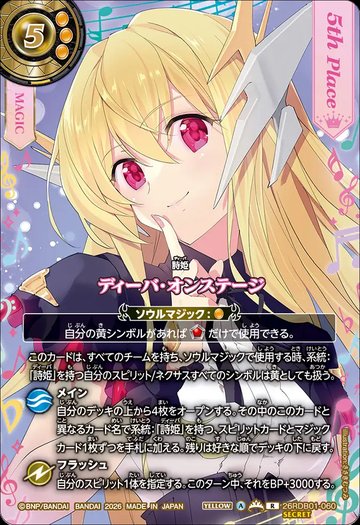 5
5th Place
MAGIC
詩姫
ディーバ・オンステージ
ソウルマジック:
自分の黄シンボルがあれば だけで使用できる。
このカードは、すべてのチームを持ち、ソウルマジックで使用する時、系統:
「詩姫」を持つ自分のスピリット/ネクサスすべてのシンボルは黄としても扱う。
メイン
自分のデッキの上から4枚をオープンする。その中のこのカードと
異なるカード名で系統:「詩姫」を持つ、スピリットカードとマジック
カード1枚ずつを手札に加える。残りは好きな順でデッキの下に戻す。
フラッシュ
自分のスピリット1体を指定する。このターン中、それをBP+3000する。
©BNP/BANDAI BANDAI 2026 MADE IN JAPAN YELLOW A R 26RDB01-060
SECRET